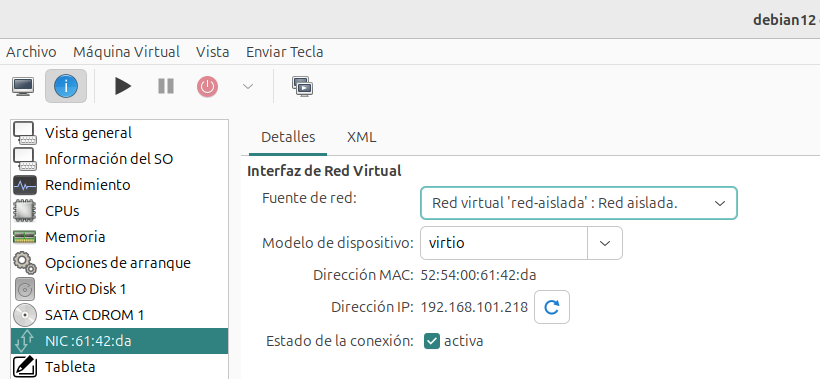 debian12
Archivo Máquina Virtual Vista Enviar Tecla
Vista general
Información del SO
Rendimiento
CPUs
Memoria
Opciones de arranque
VirtIO Disk 1
SATA CDROM 1
NIC :61:42:da
Tableta
Detalles XML
Interfaz de Red Virtual
Fuente de red: Red virtual 'red-aislada' : Red aislada.
Modelo de dispositivo: virtio
Dirección MAC: 52:54:00:61:42:da
Dirección IP: 192.168.101.218
Estado de la conexión: activa